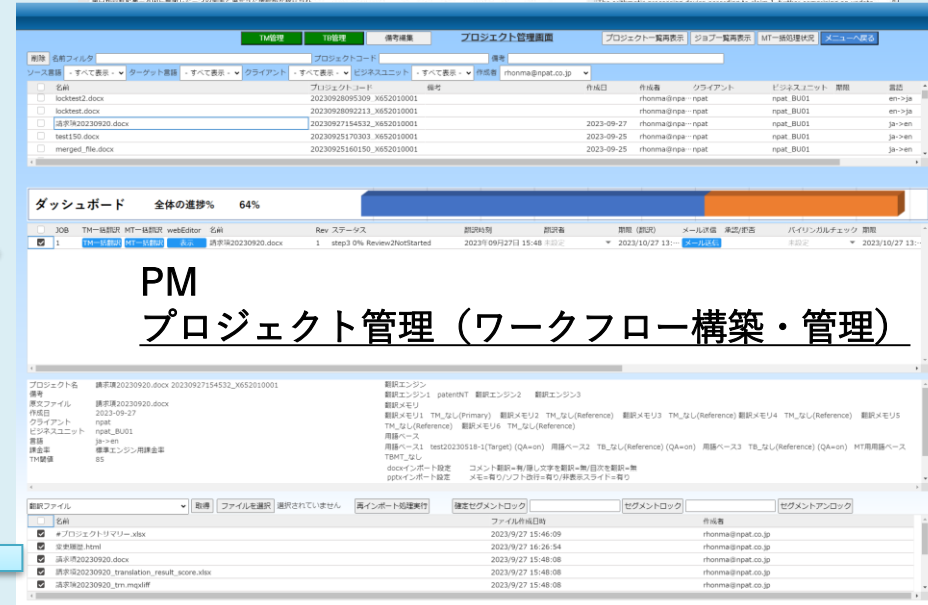 TM管理 TB管理 備考編集 プロジェクト管理画面 プロジェクト一覧再表示 ジョブ一覧再表示 MT一括処理状況 メニューへ戻る
削除 名前フィルタ プロジェクトコード 備考
ソース言語 - すべて表示 - ターゲット言語 - すべて表示 - クライアント - すべて表示 - ビジネスユニット - すべて表示 - 作成者 rhonma@npat.co.jp
名前 プロジェクトコード 備考 作成日 作成者 クライアント ビジネスユニット 期限 言語
locktest2.docx 20230928095309_X652010001 rhonma@npa… npat npat_BU01 en->ja
locktest.docx 20230928092213_X652010001 rhonma@npa… npat npat_BU01 en->ja
請求項20230920.docx 20230927154532_X652010001 2023-09-27 rhonma@npa… npat npat_BU01 ja->en
test150.docx 20230925170303_X652010001 2023-09-25 rhonma@npa… npat npat_BU01 ja->en
merged_file.docx 20230925160150_X652010001 2023-09-25 rhonma@npa… npat npat_BU01 ja->en
ダッシュボード 全体の進捗% 64%
JOB TM一括翻訳 MT一括翻訳 webEditor 名前 Rev ステータス 翻訳時刻 翻訳者 期限 (翻訳) メール送信 承認/拒否 バイリンガルチェック 期限
1 TM一括翻訳 MT一括翻訳 表示 請求項20230920.docx 1 step3 0% Review2NotStarted 2023年09月27日 15:48 未設定 2023/10/27 13:… メール送信 未設定 2023/10/27 13:…
PM
プロジェクト管理（ワークフロー構築・管理）
プロジェクト名 請求項20230920.docx 20230927154532_X652010001
備考
原文ファイル 請求項20230920.docx
作成日 2023-09-27
クライアント npat
ビジネスユニット npat_BU01
言語 ja->en
課金率 標準エンジン用課金率
TM閾値 85
翻訳エンジン
翻訳エンジン1 patentNT 翻訳エンジン2 翻訳エンジン3
翻訳メモリ
翻訳メモリ1 TM_なし(Primary) 翻訳メモリ2 TM_なし(Reference) 翻訳メモリ3 TM_なし(Reference) 翻訳メモリ4 TM_なし(Reference) 翻訳メモリ5
TM_なし(Reference) 翻訳メモリ6 TM_なし(Reference)
用語ベース
用語ベース1 test20230518-1(Target) (QA=on) 用語ベース2 TB_なし(Reference) (QA=on) 用語ベース3 TB_なし(Reference) (QA=on) MT用用語ベース
TBMT_なし
docxインポート設定 コメント翻訳=有/隠し文字を翻訳=無/目次を翻訳=無
pptxインポート設定 メモ=有り/ソフト改行=有り/非表示スライド=有り
翻訳ファイル 取得 ファイルを選択 選択されていません 再インポート処理実行 確定セグメントロック セグメントロック セグメントアンロック
名前 ファイル作成日時 作成者
#プロジェクトサマリー.xlsx 2023/9/27 15:46:09 rhonma@npat.co.jp
変更履歴.html 2023/9/27 16:26:54 rhonma@npat.co.jp
請求項20230920.docx 2023/9/27 15:48:08 rhonma@npat.co.jp
請求項20230920_translation_result_score.xlsx 2023/9/27 15:48:08 rhonma@npat.co.jp
請求項20230920_trn.mqxliff 2023/9/27 15:48:08 rhonma@npat.co.jp